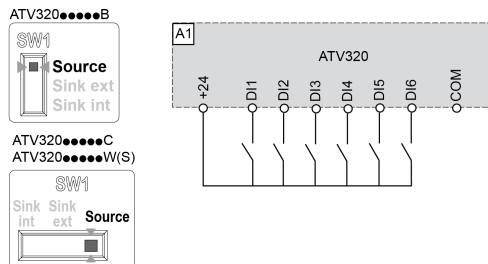 ATV320●●●●●B
SW1
Source
Sink ext
Sink int
ATV320●●●●●C
ATV320●●●●●W(S)
SW1
Sink int
Sink ext
Source
A1
ATV320
+24
DI1
DI2
DI3
DI4
DI5
DI6
COM